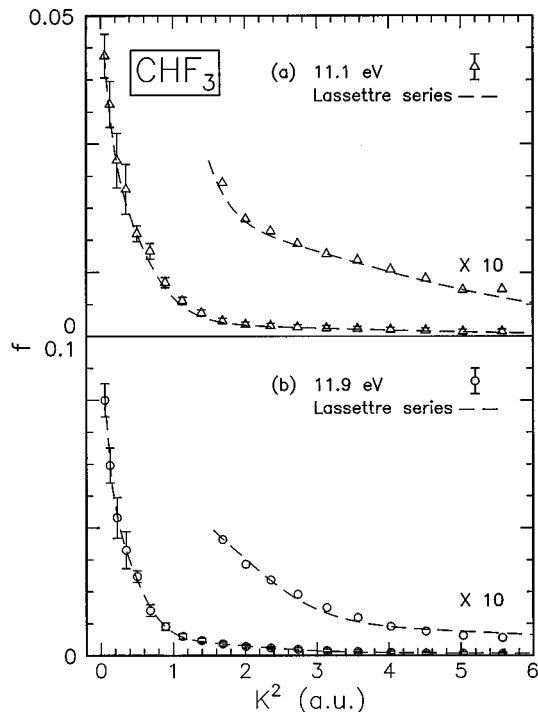 0.05
CHF3
(a) 11.1 eV
Lassettre series
X 10
0
f
0.1
(b) 11.9 eV
Lassettre series
X 10
0
0 1 2 3 4 5 6
K² (a.u.)